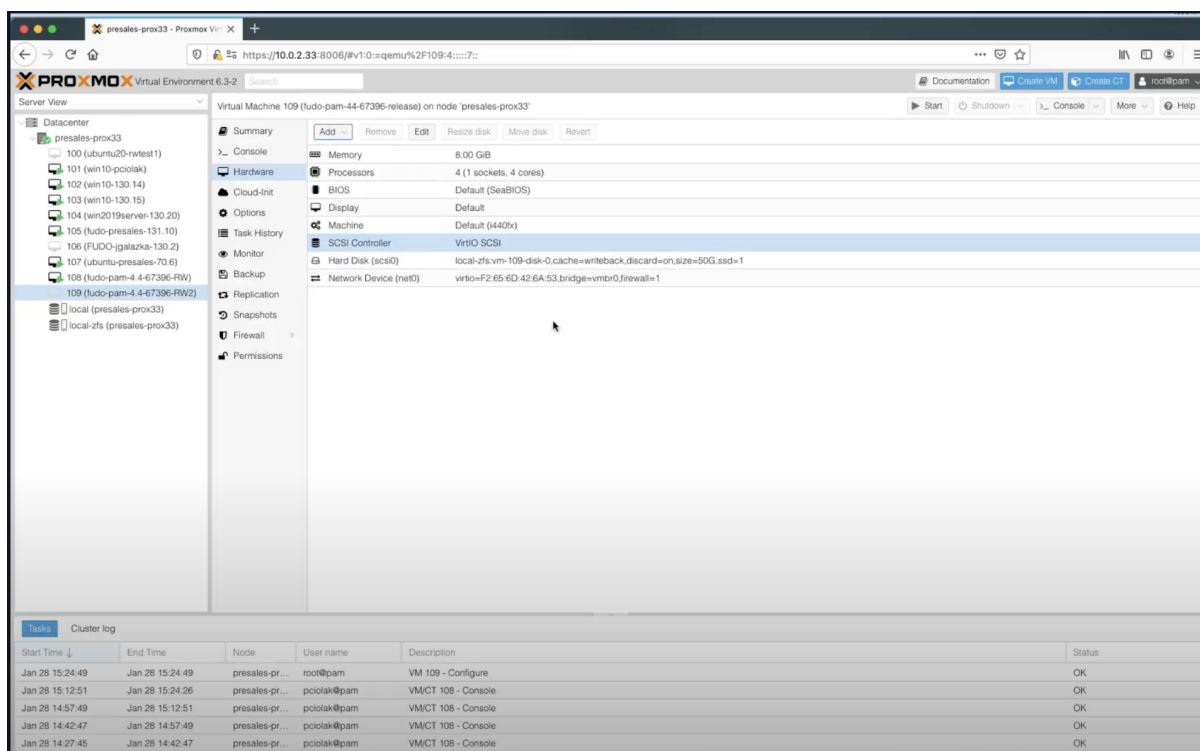 presales-prox33 - Proxmox Vir
https://10.0.2.33:8006/#v1:0:=qemu%2F109:4:::::7::
PROXMOX Virtual Environment 6.3-2 Search
Documentation Create VM Create CT root@pam
Server View
Virtual Machine 109 (fudo-pam-44-67396-release) on node 'presales-prox33'
Start Shutdown Console More Help
Datacenter
presales-prox33
100 (ubuntu20-rwtest1)
101 (win10-pciolak)
102 (win10-130.14)
103 (win10-130.15)
104 (win2019server-130.20)
105 (fudo-presales-131.10)
106 (FUDO-jgalazka-130.2)
107 (ubuntu-presales-70.6)
108 (fudo-pam-4.4-67396-RW)
109 (fudo-pam-4.4-67396-RW2)
local (presales-prox33)
local-zfs (presales-prox33)
Summary
Console
Hardware
Cloud-Init
Options
Task History
Monitor
Backup
Replication
Snapshots
Firewall
Permissions
Add Remove Edit Resize disk Move disk Revert
Memory 8.00 GiB
Processors 4 (1 sockets, 4 cores)
BIOS Default (SeaBIOS)
Display Default
Machine Default (i440fx)
SCSI Controller VirtIO SCSI
Hard Disk (scsi0) local-zfs:vm-109-disk-0,cache=writeback,discard=on,size=50G,ssd=1
Network Device (net0) virtio=F2:65:6D:42:6A:53,bridge=vmbr0,firewall=1
Tasks Cluster log
Start Time ↓ End Time Node User name Description Status
Jan 28 15:24:49 Jan 28 15:24:49 presales-pr... root@pam VM 109 - Configure OK
Jan 28 15:12:51 Jan 28 15:24:26 presales-pr... pciolak@pam VM/CT 108 - Console OK
Jan 28 14:57:49 Jan 28 15:12:51 presales-pr... pciolak@pam VM/CT 108 - Console OK
Jan 28 14:42:47 Jan 28 14:57:49 presales-pr... pciolak@pam VM/CT 108 - Console OK
Jan 28 14:27:45 Jan 28 14:42:47 presales-pr... pciolak@pam VM/CT 108 - Console OK